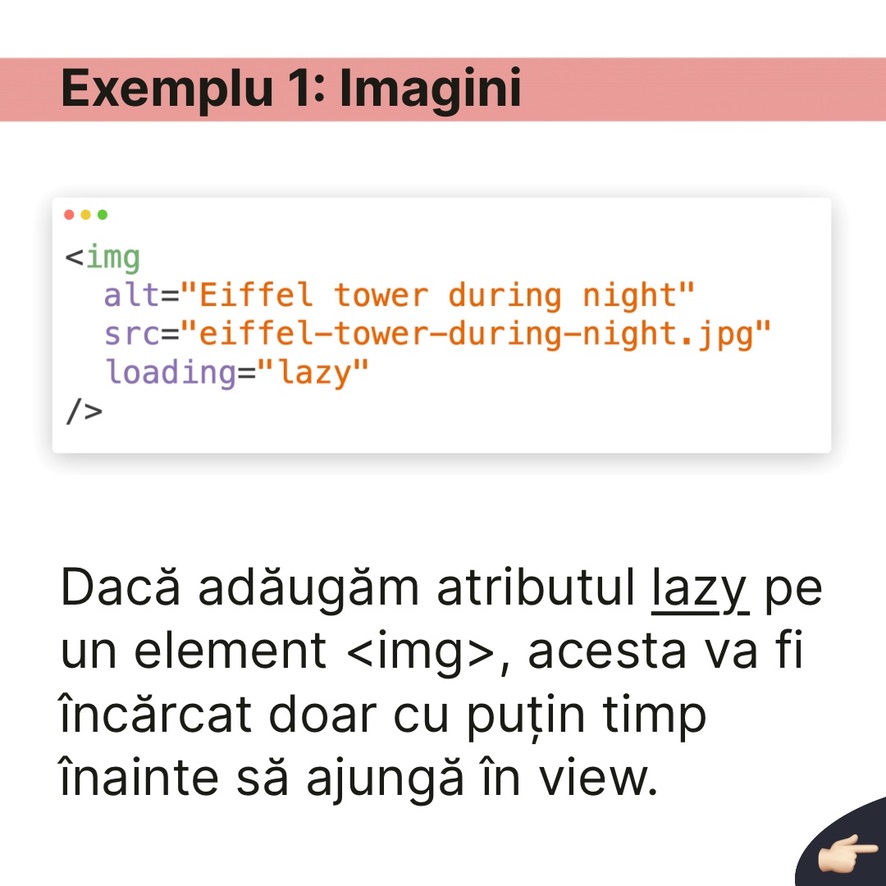 Exemplu 1: Imagini
<img
  alt="Eiffel tower during night"
  src="eiffel-tower-during-night.jpg"
  loading="lazy"
/>
Dacă adăugăm atributul lazy pe
un element <img>, acesta va fi
încărcat doar cu puțin timp
înainte să ajungă în view.